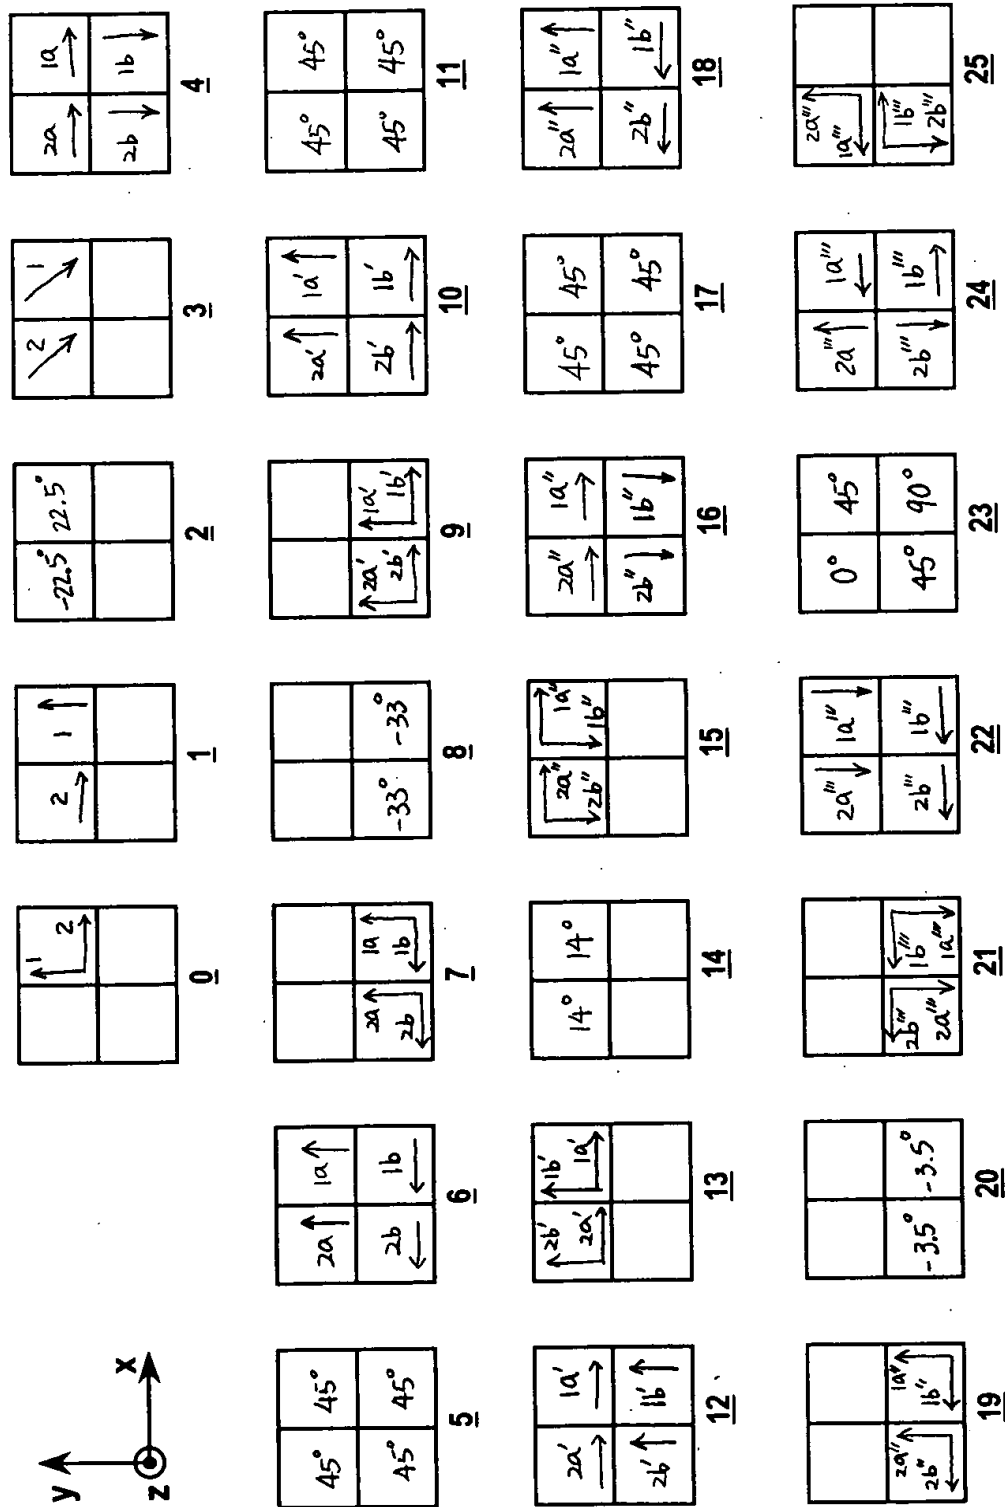 y
x
z
1
2
0
2 1
1
-22.5° 22.5°
2
2 1
3
2a 1a
2b 1b
4
45° 45°
45° 45°
5
2a 1a
2b 1b
6
2a 1a
2b 1b
7
-33° -33°
8
2a' 1a'
2b' 1b'
9
2a' 1a'
2b' 1b'
10
45° 45°
45° 45°
11
2a' 1a'
2b' 1b'
12
2b' 1b'
2a' 1a'
13
14° 14°
14
2a'' 1a''
2b'' 1b''
15
2a'' 1a''
2b'' 1b''
16
45° 45°
45° 45°
17
2a'' 1a''
2b'' 1b''
18
2a'' 1a''
2b'' 1b''
19
-3.5° -3.5°
20
2b''' 1b'''
2a''' 1a'''
21
2a''' 1a'''
2b''' 1b'''
22
0° 45°
45° 90°
23
2a''' 1a'''
2b''' 1b'''
24
2a'''
1a'''
1b'''
2b'''
25